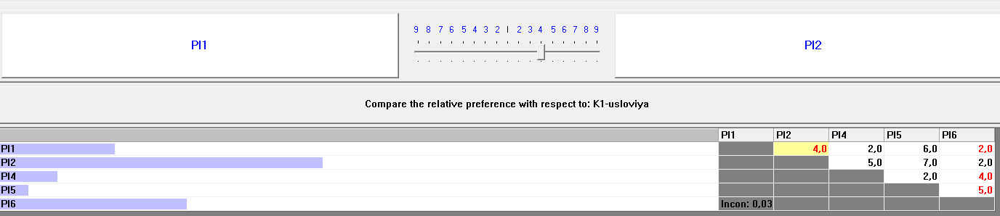 PI1
9 8 7 6 5 4 3 2 1 2 3 4 5 6 7 8 9
PI2
Compare the relative preference with respect to: K1-usloviya
PI1 PI2 PI4 PI5 PI6
PI1 4,0 2,0 6,0 2,0
PI2 5,0 7,0 2,0
PI4 2,0 4,0
PI5 5,0
PI6 Incon: 0,03